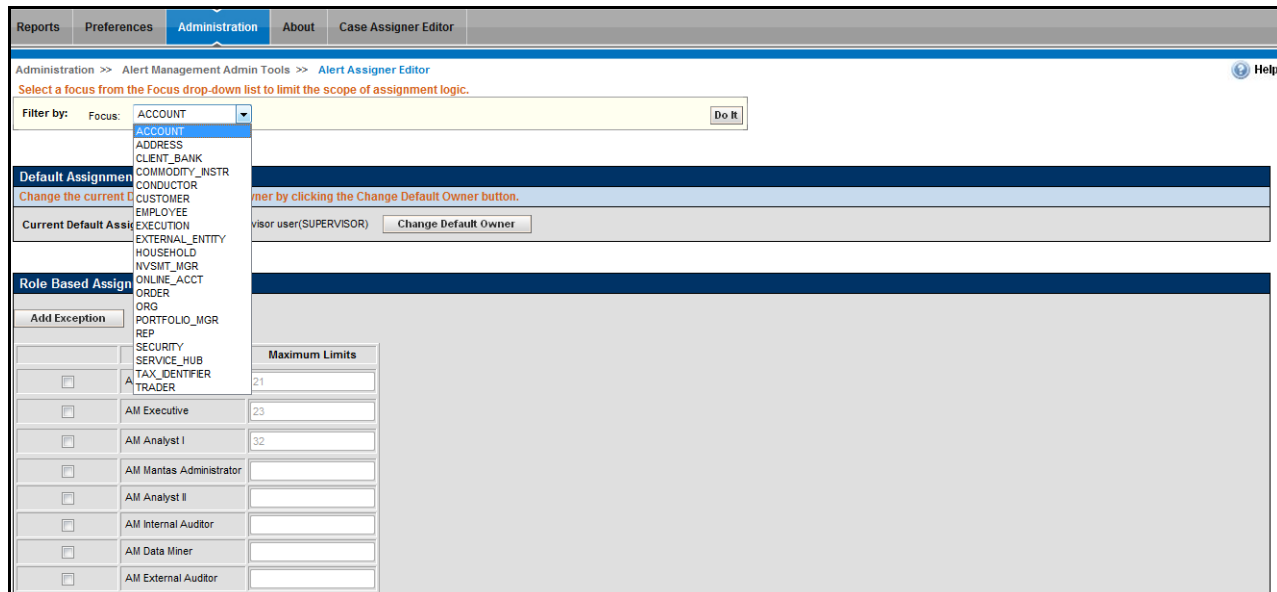 Reports Preferences Administration About Case Assigner Editor
Administration >> Alert Management Admin Tools >> Alert Assigner Editor
Help
Select a focus from the Focus drop-down list to limit the scope of assignment logic.
Filter by: Focus: ACCOUNT Do It
ACCOUNT
ADDRESS
CLIENT_BANK
COMMODITY_INSTR
CONDUCTOR
CUSTOMER
EMPLOYEE
EXECUTION
EXTERNAL_ENTITY
HOUSEHOLD
NVSMT_MGR
ONLINE_ACCT
ORDER
ORG
PORTFOLIO_MGR
REP
SECURITY
SERVICE_HUB
TAX_IDENTIFIER
TRADER
Default
Change the current ner by clicking the Change Default Owner button.
Current Default visor user(SUPERVISOR) Change Default Owner
Role Based
Add Exception
Maximum Limits
A 21
AM Executive 23
AM Analyst I 32
AM Mantas Administrator
AM Analyst II
AM Internal Auditor
AM Data Miner
AM External Auditor